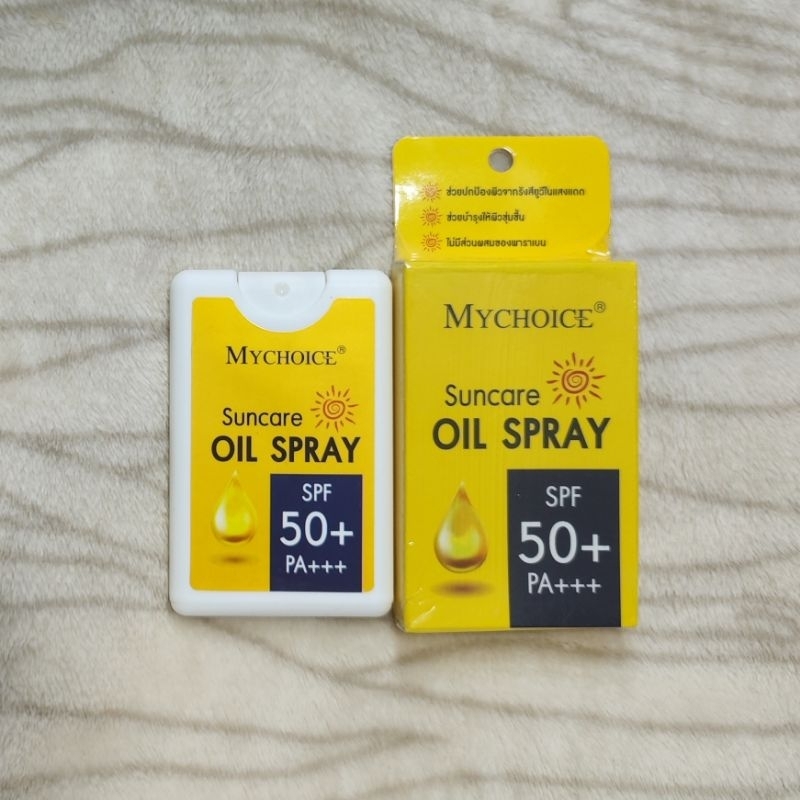 MYCHOICE®
Suncare
OIL SPRAY
SPF
50+
PA+++
ช่วยปกป้องผิวจากรังสียูวีในแสงแดด
ช่วยบำรุงให้ผิวชุ่มชื้น
ไม่มีส่วนผสมของพาราเบน
MYCHOICE®
Suncare
OIL SPRAY
SPF
50+
PA+++